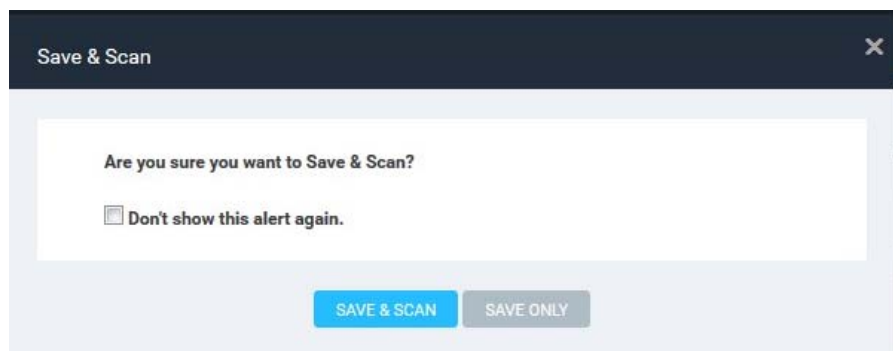 Save & Scan
Are you sure you want to Save & Scan?
Don't show this alert again.
SAVE & SCAN SAVE ONLY